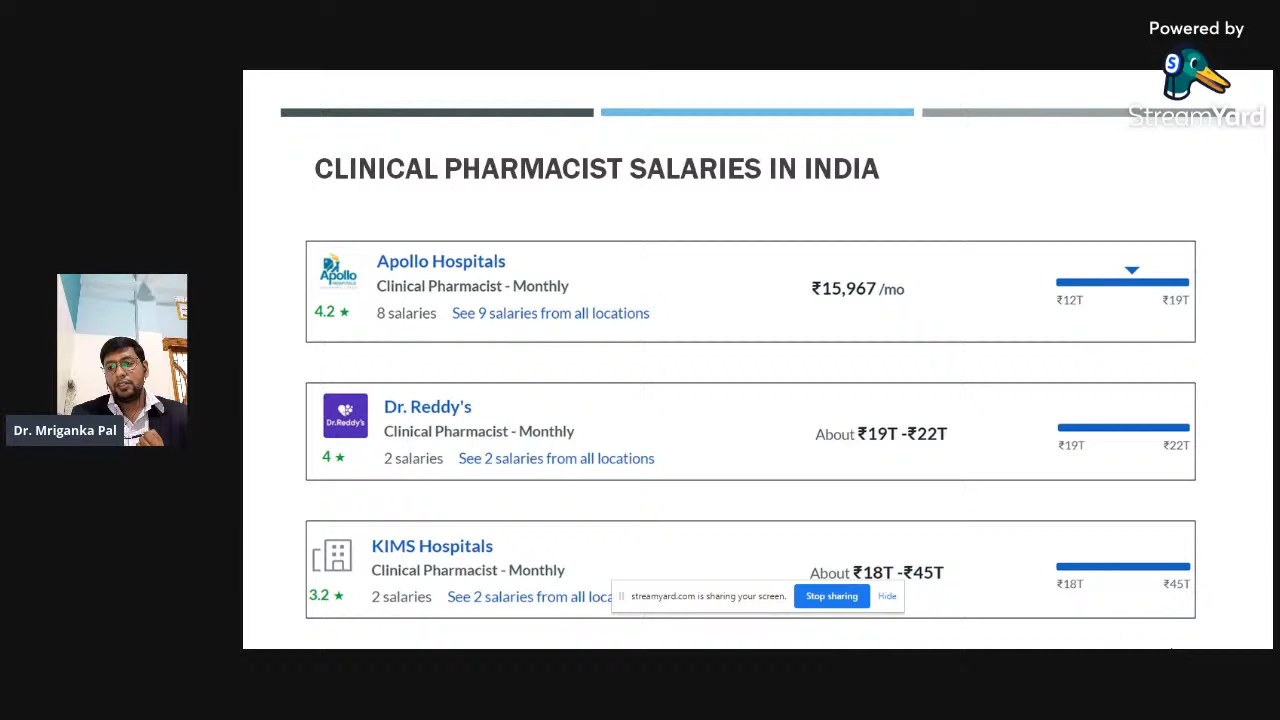 Powered by
S
StreamYard
CLINICAL PHARMACIST SALARIES IN INDIA
Apollo
HOSPITALS
Apollo Hospitals
Clinical Pharmacist - Monthly
4.2 ★
8 salaries See 9 salaries from all locations
₹15,967 /mo
₹12T ₹19T
Dr.Reddy's
Dr. Reddy's
Clinical Pharmacist - Monthly
4 ★
2 salaries See 2 salaries from all locations
About ₹19T -₹22T
₹19T ₹22T
KIMS Hospitals
Clinical Pharmacist - Monthly
3.2 ★
2 salaries See 2 salaries from all loca
About ₹18T -₹45T
₹18T ₹45T
streamyard.com is sharing your screen. Stop sharing Hide
Dr. Mriganka Pal